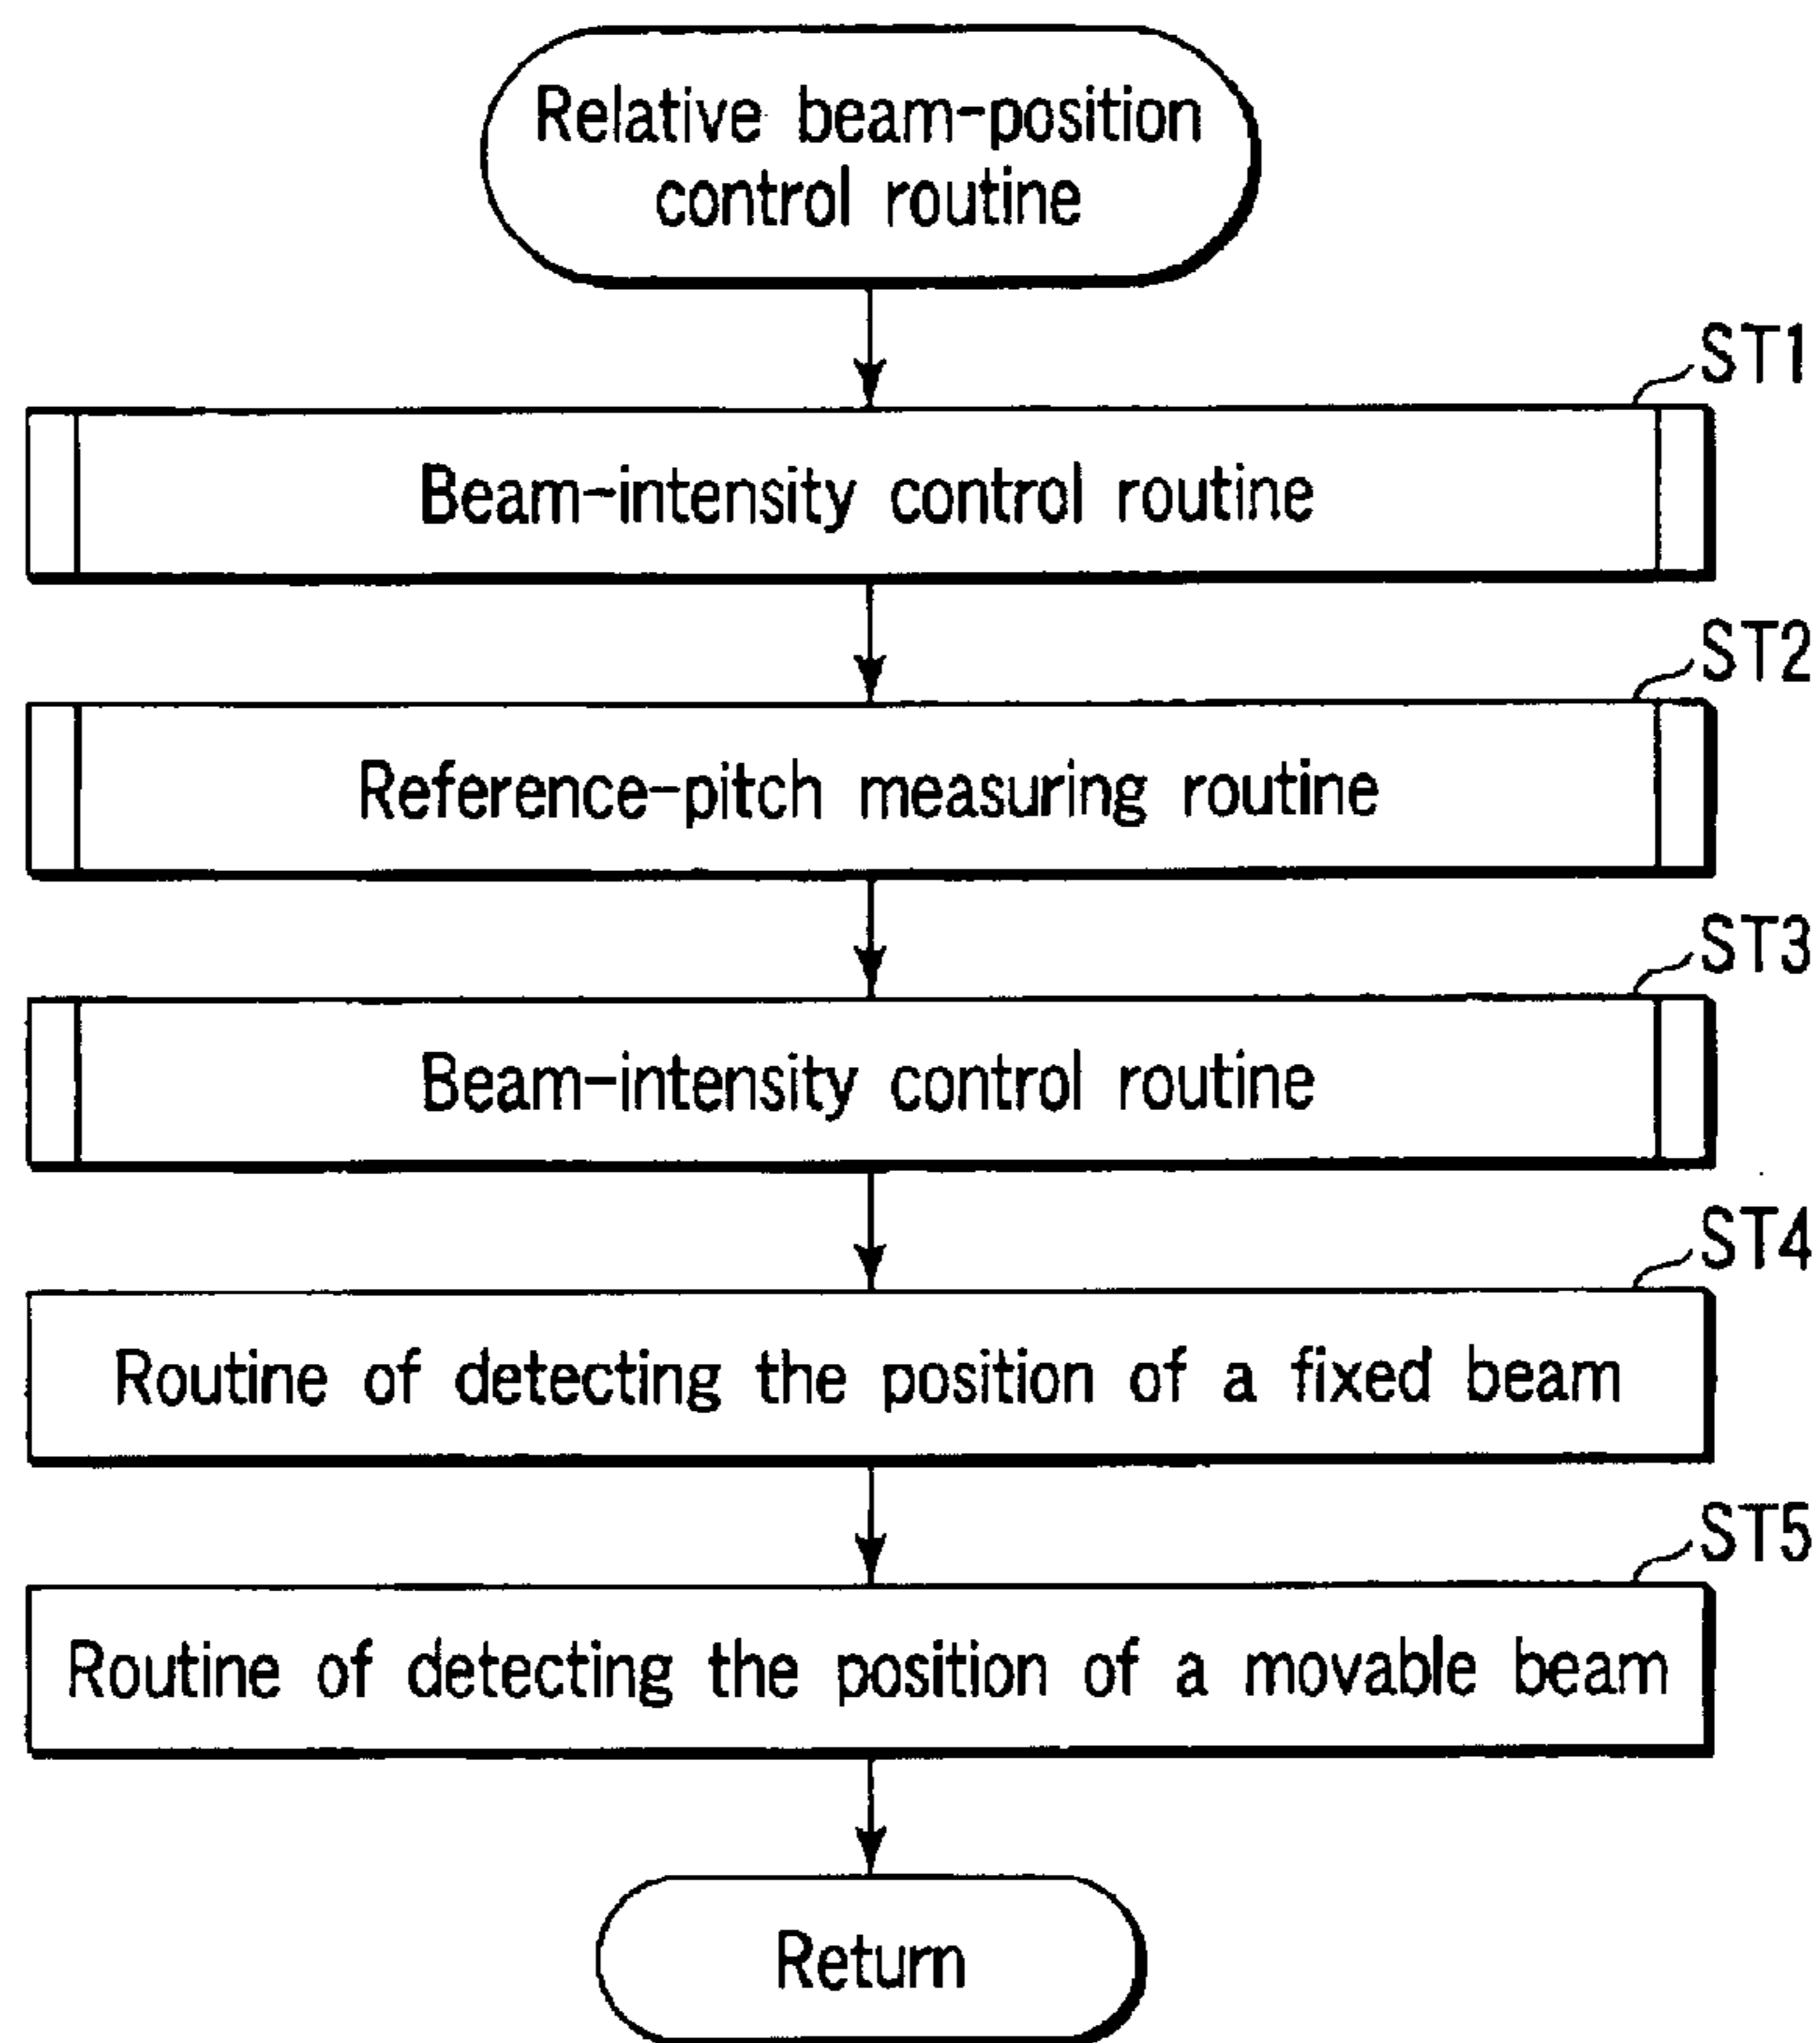 Relative beam-position
control routine
ST1
Beam-intensity control routine
ST2
Reference-pitch measuring routine
ST3
Beam-intensity control routine
ST4
Routine of detecting the position of a fixed beam
ST5
Routine of detecting the position of a movable beam
Return